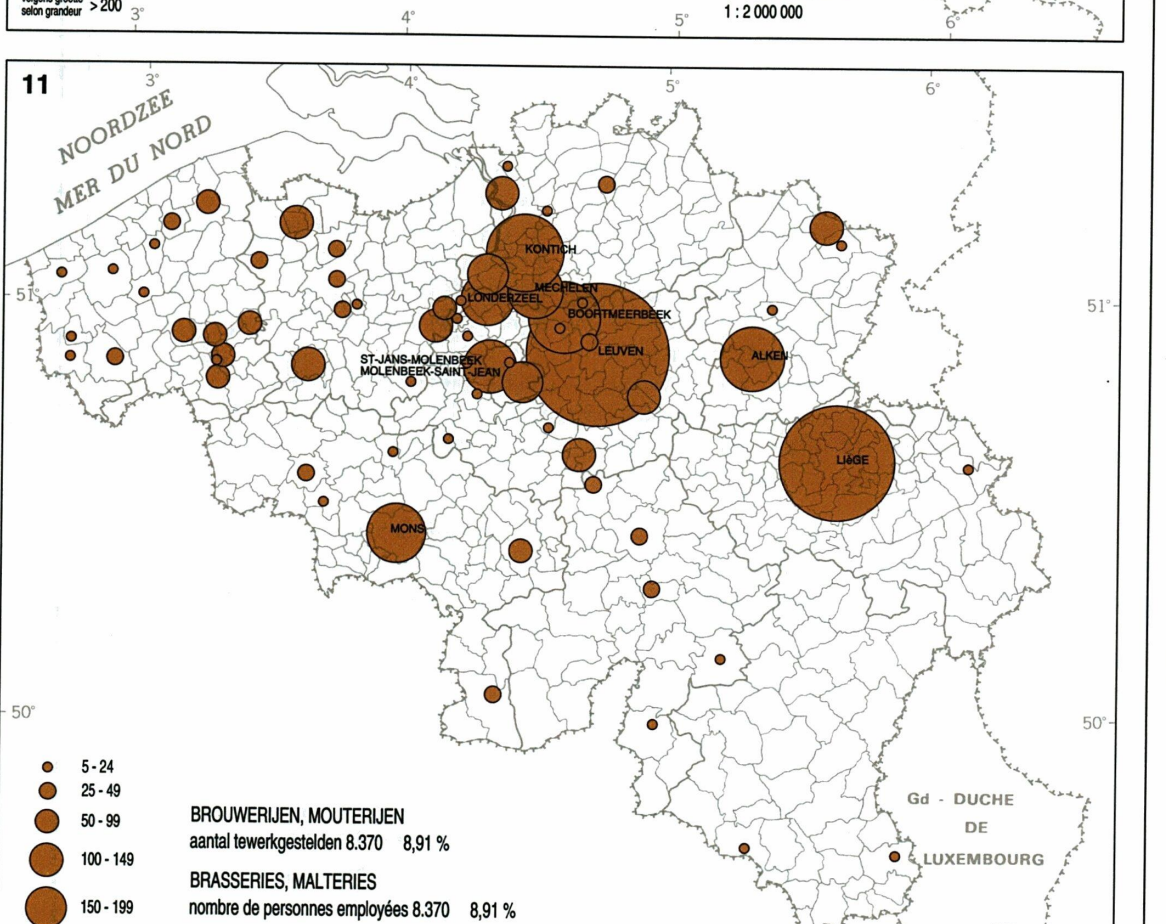 selon grandeur > 200
3° 4° 5° 6°
1 : 2 000 000
11
3° 4° 5° 6°
NOORDZEE
MER DU NORD
51° 51°
KONTICH
MECHELEN
LONDERZEEL
BOORTMEERBEEK
LEUVEN
ST-JANS-MOLENBEEK
MOLENBEEK-SAINT-JEAN
ALKEN
LIèGE
MONS
50° 50°
5 - 24
25 - 49
50 - 99
100 - 149
150 - 199
BROUWERIJEN, MOUTERIJEN
aantal tewerkgestelden 8.370 8,91 %
BRASSERIES, MALTERIES
nombre de personnes employées 8.370 8,91 %
Gd - DUCHE
DE
LUXEMBOURG